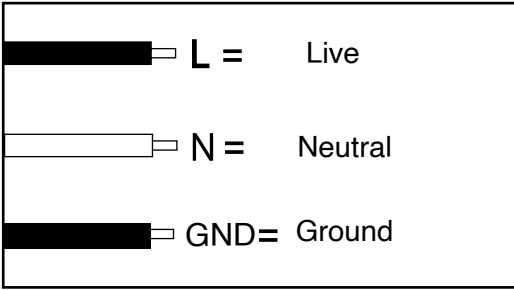 L = Live
N = Neutral
GND= Ground